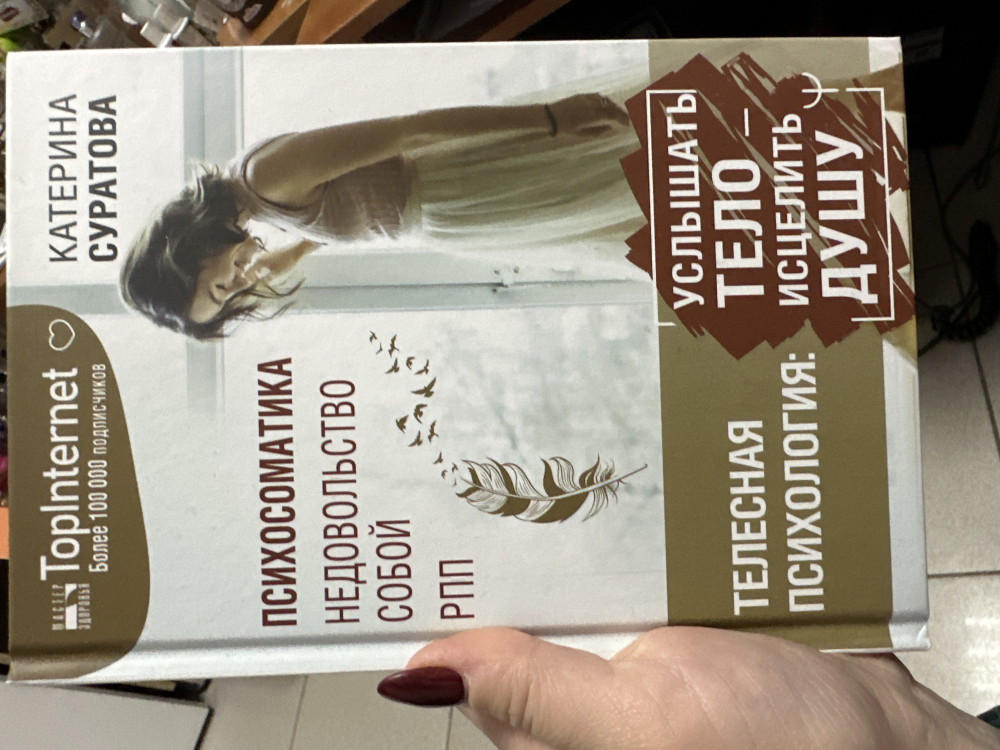 МАСТЕР
ЗДОРОВЬЯ
TopInternet
Более 100 000 подписчиков
КАТЕРИНА
СУРАТОВА
ПСИХОСОМАТИКА
НЕДОВОЛЬСТВО
СОБОЙ
РПП
ТЕЛЕСНАЯ
ПСИХОЛОГИЯ:
УСЛЫШАТЬ
ТЕЛО –
ИСЦЕЛИТЬ
ДУШУ